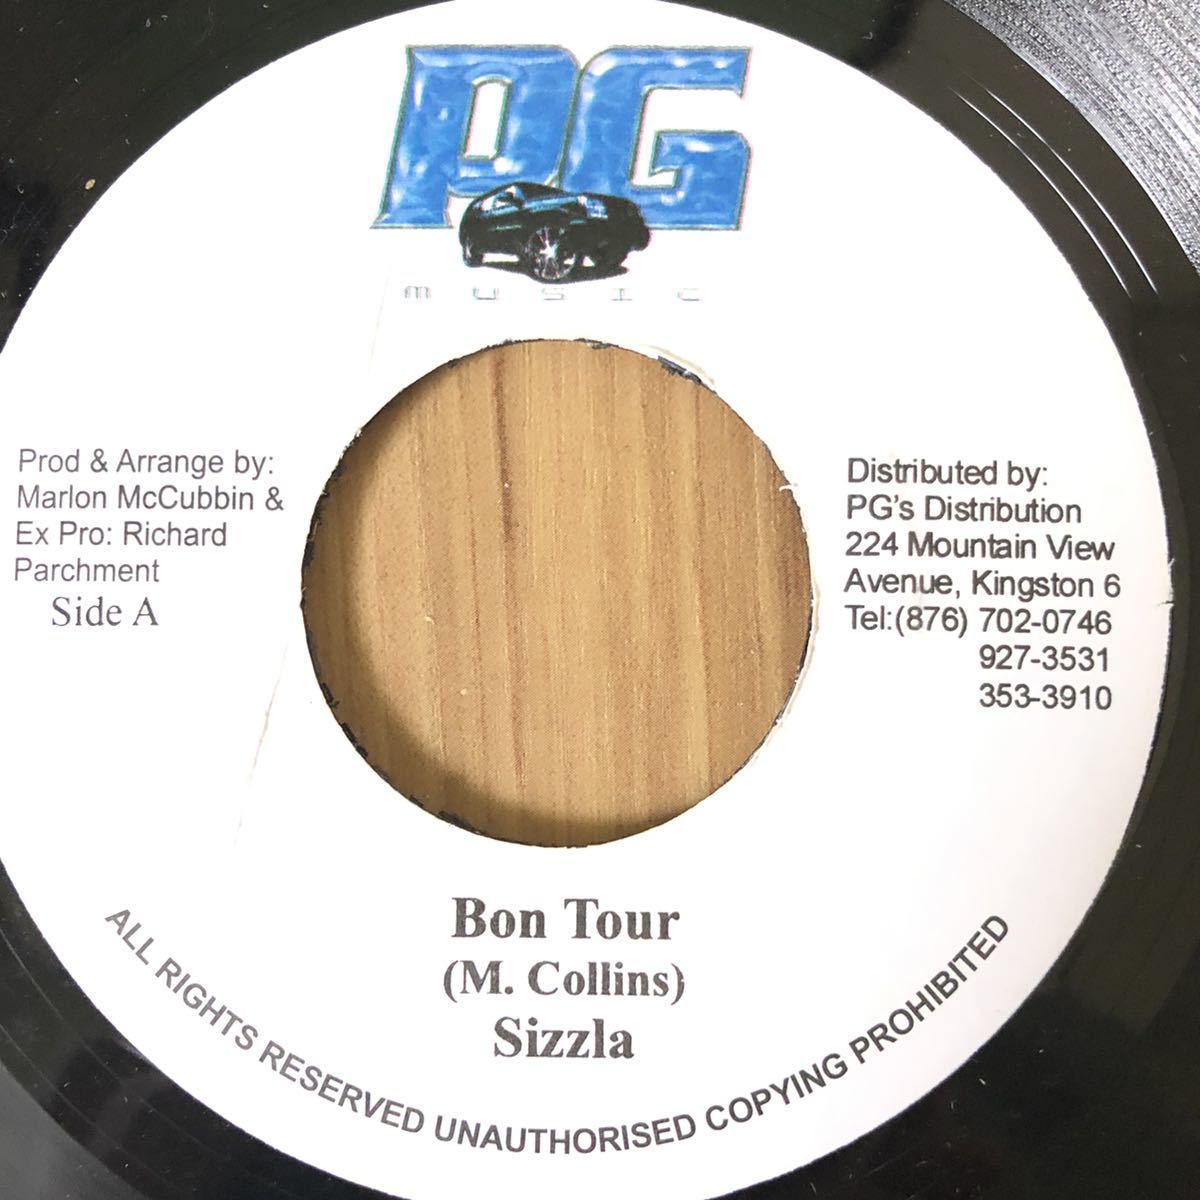 PG
MUSIC
Prod & Arrange by:
Marlon McCubbin &
Ex Pro: Richard
Parchment
Side A
Distributed by:
PG's Distribution
224 Mountain View
Avenue, Kingston 6
Tel:(876) 702-0746
927-3531
353-3910
Bon Tour
(M. Collins)
Sizzla
ALL RIGHTS RESERVED UNAUTHORISED COPYING PROHIBITED